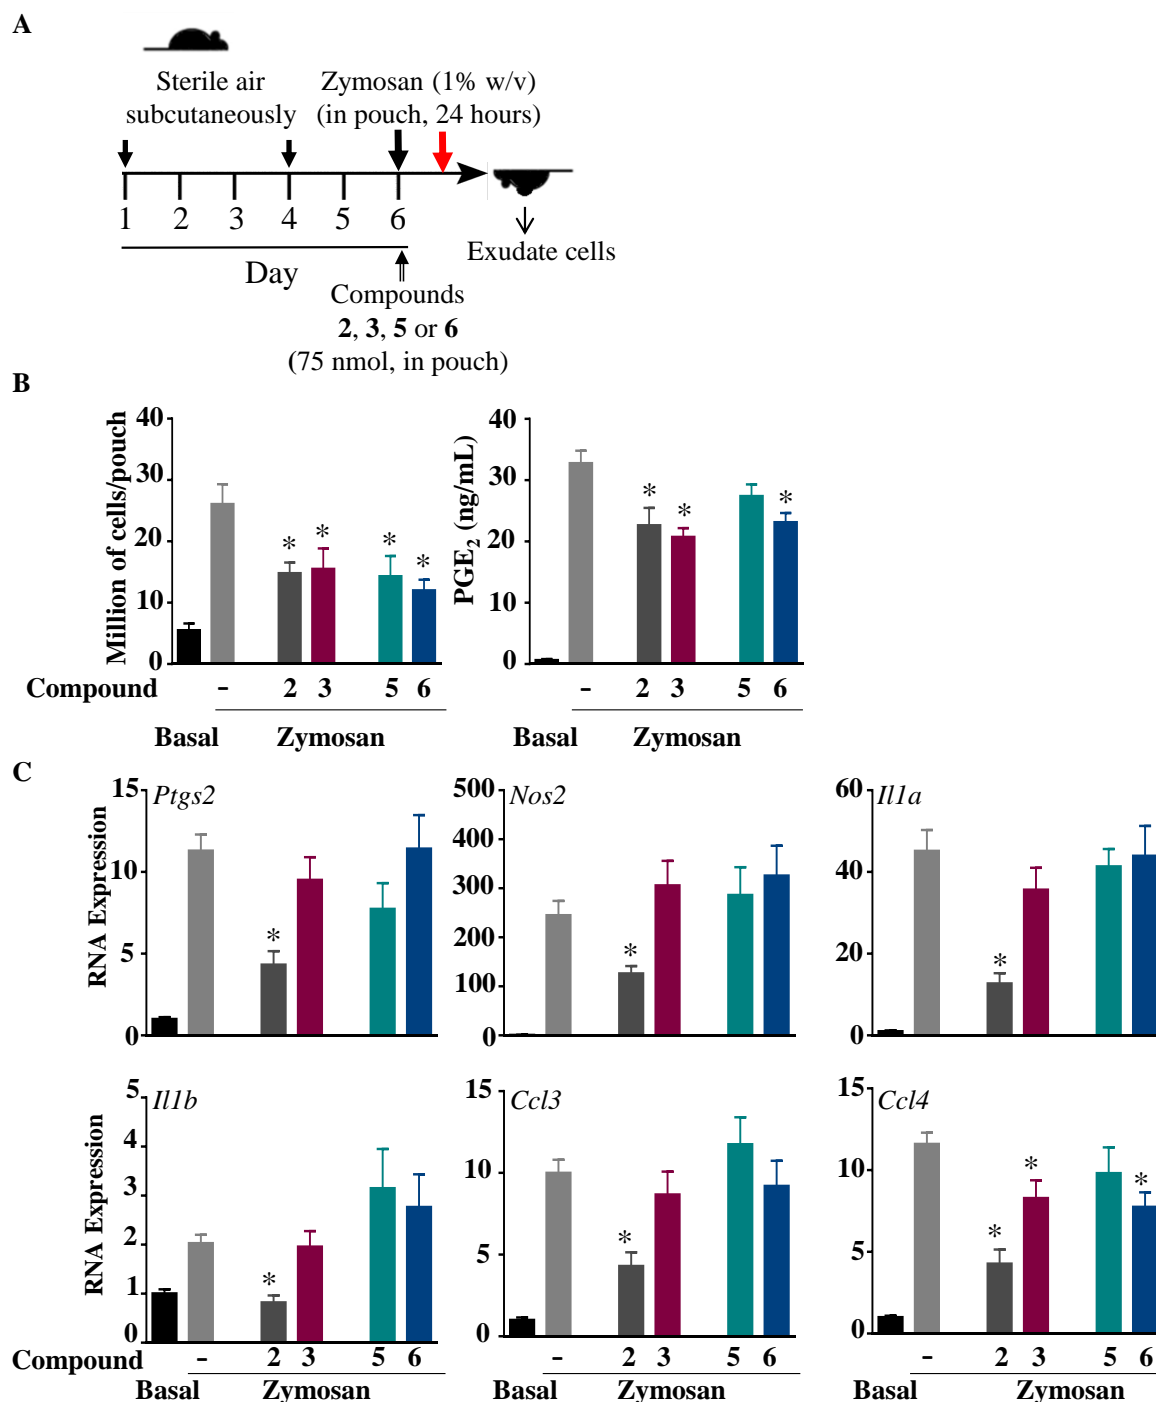 A
Sterile air
subcutaneously
Zymosan (1% w/v)
(in pouch, 24 hours)
1 2 3 4 5 6
Day
Exudate cells
Compounds
2, 3, 5 or 6
(75 nmol, in pouch)
B
Million of cells/pouch
40
30
20
10
0
* * * *
Compound - 2 3 5 6
Basal Zymosan
PGE2 (ng/mL)
40
30
20
10
0
* * *
- 2 3 5 6
Basal Zymosan
C
RNA Expression
15
10
5
0
Ptgs2
*
500
400
300
200
100
0
Nos2
*
60
40
20
0
Il1a
*
RNA Expression
5
4
3
2
1
0
Il1b
*
Compound - 2 3 5 6
Basal Zymosan
15
10
5
0
Ccl3
*
- 2 3 5 6
Basal Zymosan
15
10
5
0
Ccl4
* * *
- 2 3 5 6
Basal Zymosan